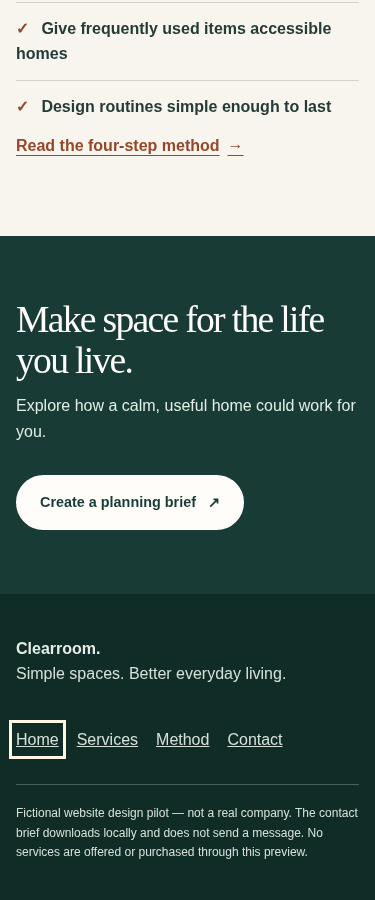 ✓ Give frequently used items accessible
homes
✓ Design routines simple enough to last
Read the four-step method →
Make space for the life
you live.
Explore how a calm, useful home could work for
you.
Create a planning brief ↗
Clearroom.
Simple spaces. Better everyday living.
Home Services Method Contact
Fictional website design pilot — not a real company. The contact
brief downloads locally and does not send a message. No
services are offered or purchased through this preview.